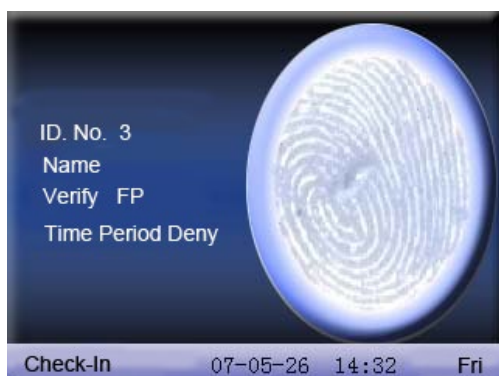 ID. No. 3
Name
Verify FP
Time Period Deny
Check-In 07-05-26 14:32 Fri